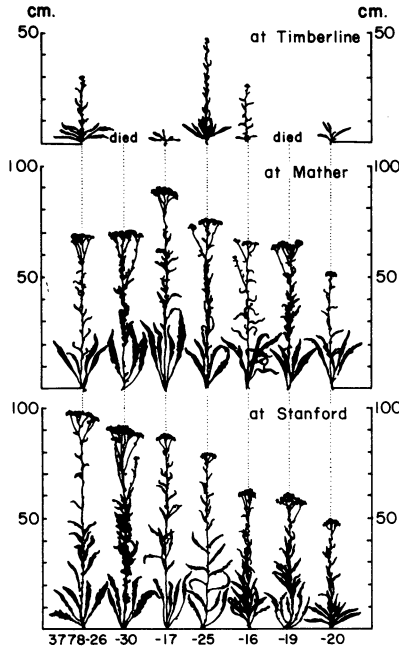 cm. cm.
50 at Timberline 50
died died
100 at Mather 100
50 50
100 at Stanford 100
50 50
3778-26 -30 -17 -25 -16 -19 -20